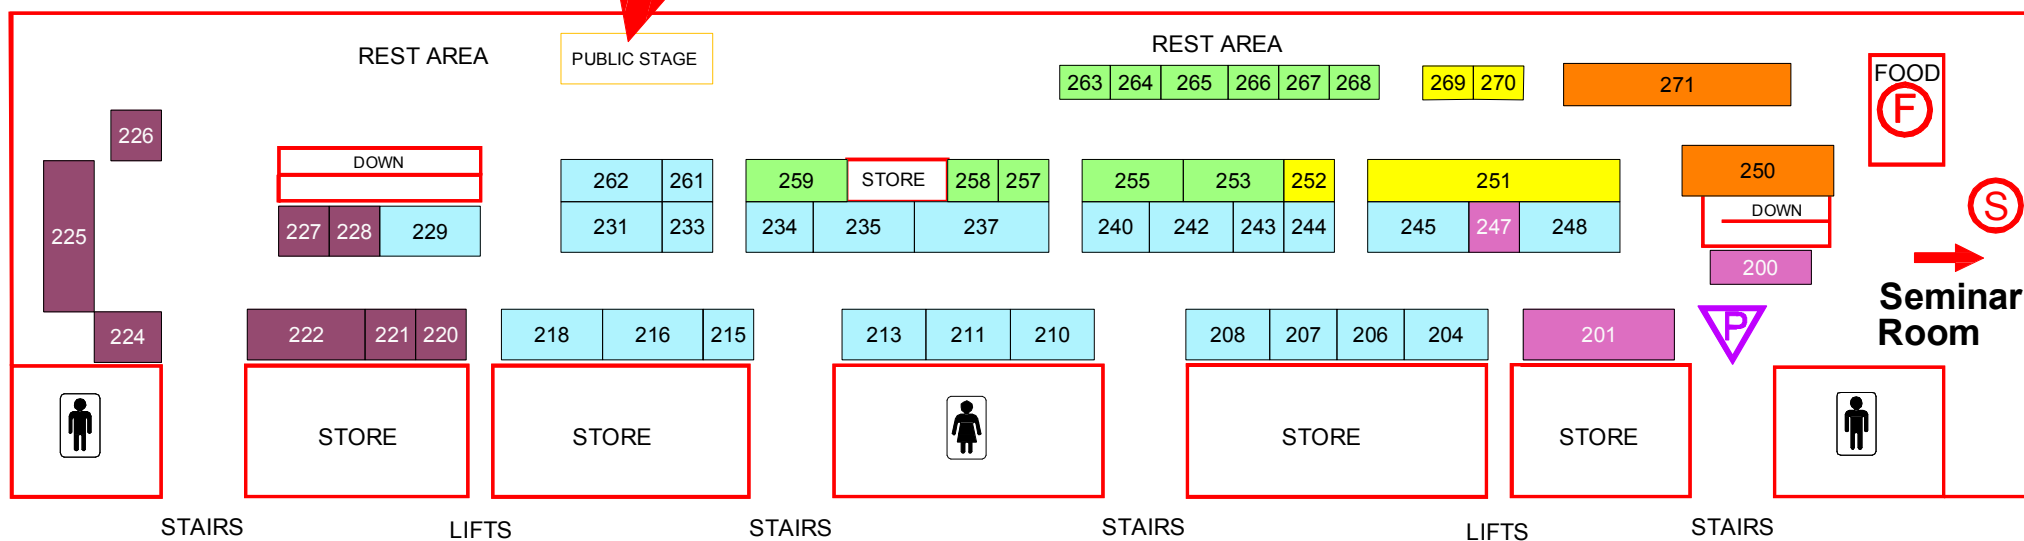 REST AREA
PUBLIC STAGE
REST AREA
263 264 265 266 267 268
269 270
271
FOOD
F
226
DOWN
262 261
259 STORE 258 257
255 253 252
251
250
225
227 228 229
231 233
234 235 237
240 242 243 244
245 247 248
DOWN
S
200
Seminar
Room
224
222 221 220
218 216 215
213 211 210
208 207 206 204
201
P
STORE
STORE
STORE
STORE
STAIRS
LIFTS
STAIRS
STAIRS
LIFTS
STAIRS